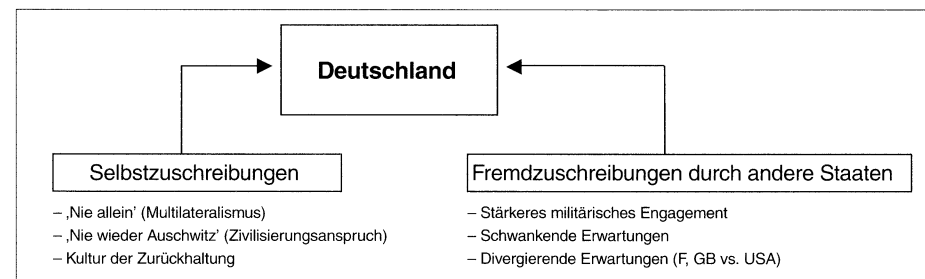 Deutschland
Selbstzuschreibungen
– ‚Nie allein’ (Multilateralismus)
– ‚Nie wieder Auschwitz’ (Zivilisierungsanspruch)
– Kultur der Zurückhaltung
Fremdzuschreibungen durch andere Staaten
– Stärkeres militärisches Engagement
– Schwankende Erwartungen
– Divergierende Erwartungen (F, GB vs. USA)